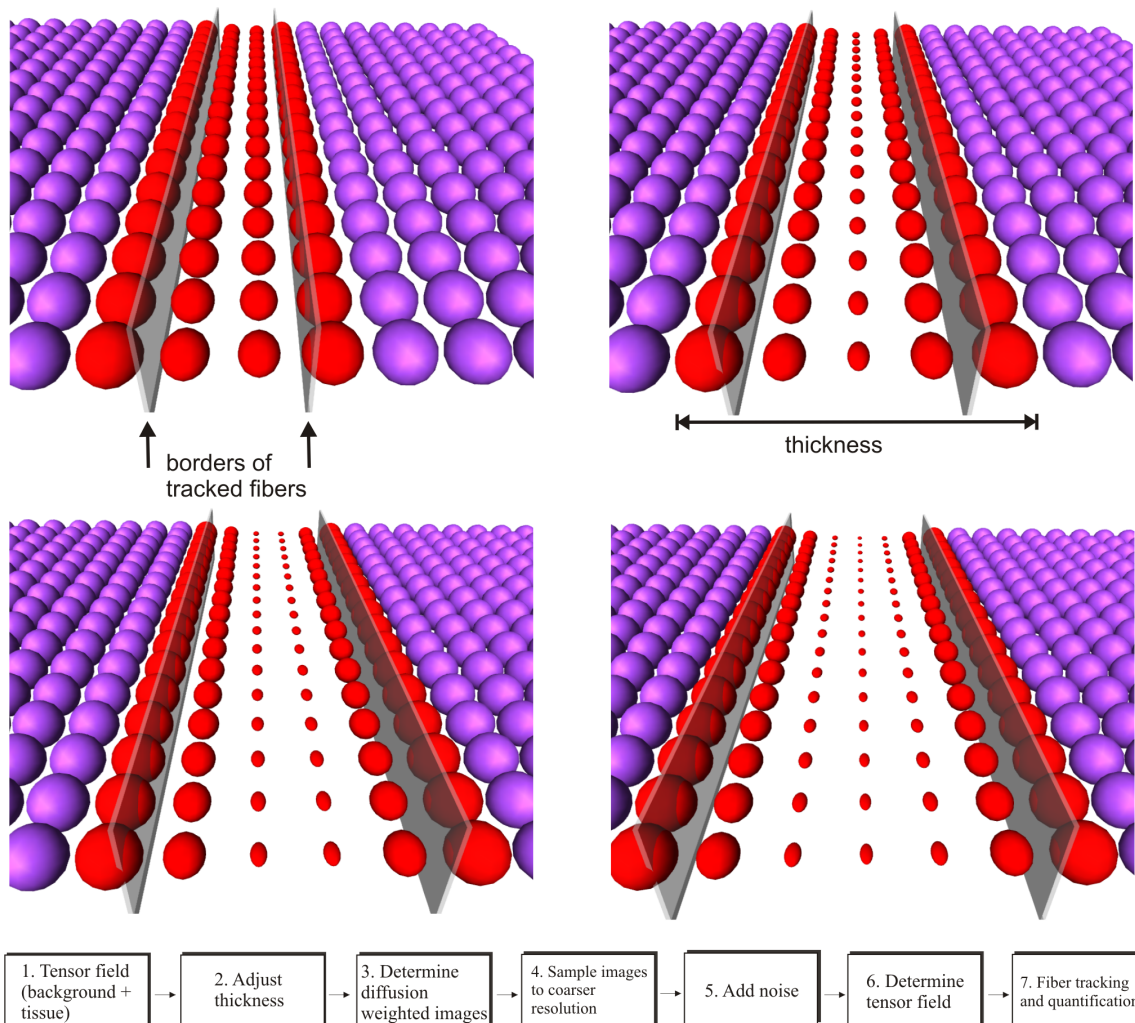 borders of
tracked fibers
thickness
1. Tensor field
(background +
tissue)
2. Adjust
thickness
3. Determine
diffusion
weighted images
4. Sample images
to coarser
resolution
5. Add noise
6. Determine
tensor field
7. Fiber tracking
and quantification